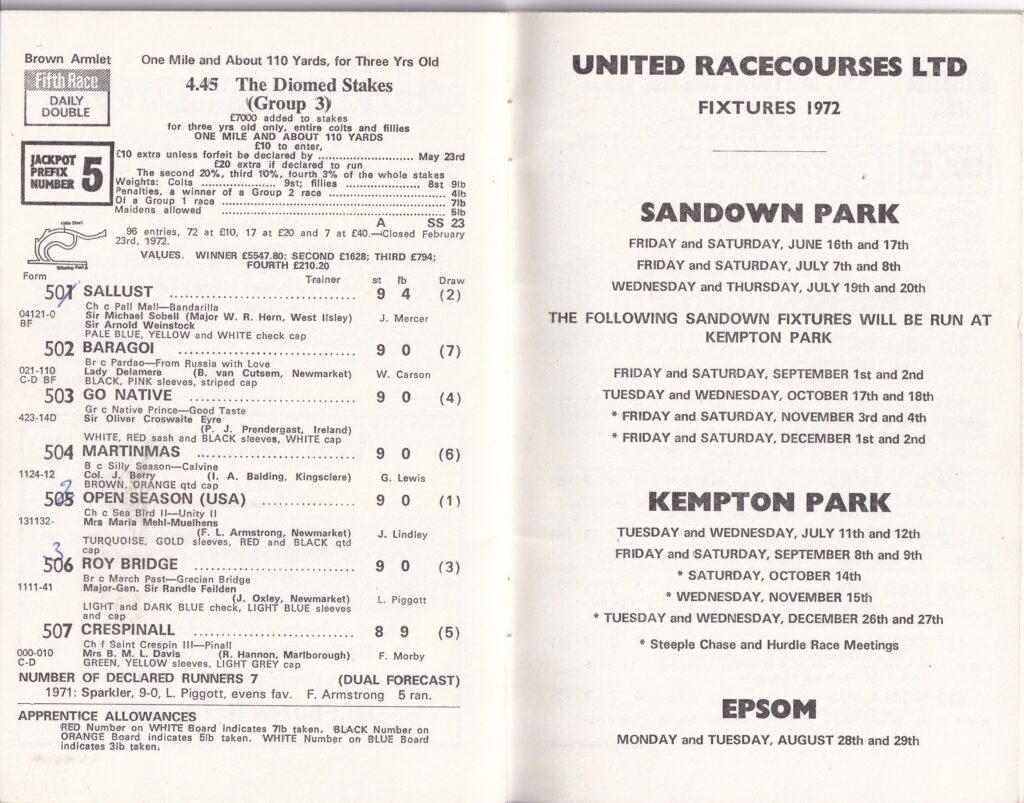 Brown Armlet One Mile and About 110 Yards, for Three Yrs Old
Fifth Race
DAILY
DOUBLE
4.45 The Diomed Stakes
(Group 3)
£7000 added to stakes
for three yrs old only, entire colts and fillies
ONE MILE AND ABOUT 110 YARDS
£10 to enter,
£10 extra unless forfeit be declared by ........................ May 23rd
£20 extra if declared to run
The second 20%, third 10%, fourth 3% of the whole stakes
JACKPOT
PREFIX
NUMBER 5
Weights: Colts .................... 9st; fillies .................... 8st 9lb
Penalties, a winner of a Group 2 race ........................ 4lb
Of a Group 1 race ........................ 7lb
Maidens allowed ........................ 5lb
A SS 23
96 entries, 72 at £10, 17 at £20 and 7 at £40.—Closed February
23rd, 1972.
VALUES. WINNER £5547.80; SECOND £1628; THIRD £794;
FOURTH £210.20
Form Trainer st lb Draw
501 SALLUST ........................ 9 4 (2)
Ch c Pall Mall—Bandarilla
04121-0 Sir Michael Sobell (Major W. R. Hern, West Ilsley) J. Mercer
BF Sir Arnold Weinstock
PALE BLUE, YELLOW and WHITE check cap
502 BARAGOI ........................ 9 0 (7)
Br c Pardao—From Russia with Love
021-110 Lady Delamere (B. van Cutsem, Newmarket) W. Carson
C-D BF BLACK, PINK sleeves, striped cap
503 GO NATIVE ........................ 9 0 (4)
Gr c Native Prince—Good Taste
423-14D Sir Oliver Croswaite Eyre
(P. J. Prendergast, Ireland)
WHITE, RED sash and BLACK sleeves, WHITE cap
504 MARTINMAS ........................ 9 0 (6)
B c Silly Season—Calvine
1124-12 Col. J. Berry (I. A. Balding, Kingsclere) G. Lewis
BROWN, ORANGE qtd cap
2
505 OPEN SEASON (USA) ........................ 9 0 (1)
Ch c Sea Bird II—Unity II
131132- Mrs Maria Mehl-Muelhens
(F. L. Armstrong, Newmarket) J. Lindley
TURQUOISE, GOLD sleeves, RED and BLACK qtd
cap
3
506 ROY BRIDGE ........................ 9 0 (3)
Br c March Past—Grecian Bridge
1111-41 Major-Gen. Sir Randle Feilden
(J. Oxley, Newmarket) L. Piggott
LIGHT and DARK BLUE check, LIGHT BLUE sleeves
and cap
507 CRESPINALL ........................ 8 9 (5)
Ch f Saint Crespin III—Pinall
000-010 Mrs B. M. L. Davis (R. Hannon, Marlborough) F. Morby
C-D GREEN, YELLOW sleeves, LIGHT GREY cap
NUMBER OF DECLARED RUNNERS 7 (DUAL FORECAST)
1971: Sparkler, 9-0, L. Piggott, evens fav. F. Armstrong 5 ran.
APPRENTICE ALLOWANCES
RED Number on WHITE Board indicates 7lb taken. BLACK Number on
ORANGE Board indicates 5lb taken. WHITE Number on BLUE Board
indicates 3lb taken.
UNITED RACECOURSES LTD
FIXTURES 1972
SANDOWN PARK
FRIDAY and SATURDAY, JUNE 16th and 17th
FRIDAY and SATURDAY, JULY 7th and 8th
WEDNESDAY and THURSDAY, JULY 19th and 20th
THE FOLLOWING SANDOWN FIXTURES WILL BE RUN AT
KEMPTON PARK
FRIDAY and SATURDAY, SEPTEMBER 1st and 2nd
TUESDAY and WEDNESDAY, OCTOBER 17th and 18th
* FRIDAY and SATURDAY, NOVEMBER 3rd and 4th
* FRIDAY and SATURDAY, DECEMBER 1st and 2nd
KEMPTON PARK
TUESDAY and WEDNESDAY, JULY 11th and 12th
FRIDAY and SATURDAY, SEPTEMBER 8th and 9th
* SATURDAY, OCTOBER 14th
* WEDNESDAY, NOVEMBER 15th
* TUESDAY and WEDNESDAY, DECEMBER 26th and 27th
* Steeple Chase and Hurdle Race Meetings
EPSOM
MONDAY and TUESDAY, AUGUST 28th and 29th